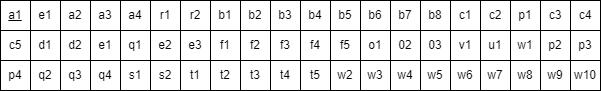 a1 e1 a2 a3 a4 r1 r2 b1 b2 b3 b4 b5 b6 b7 b8 c1 c2 p1 c3 c4
c5 d1 d2 e1 q1 e2 e3 f1 f2 f3 f4 f5 o1 02 03 v1 u1 w1 p2 p3
p4 q2 q3 q4 s1 s2 t1 t2 t3 t4 t5 w2 w3 w4 w5 w6 w7 w8 w9 w10